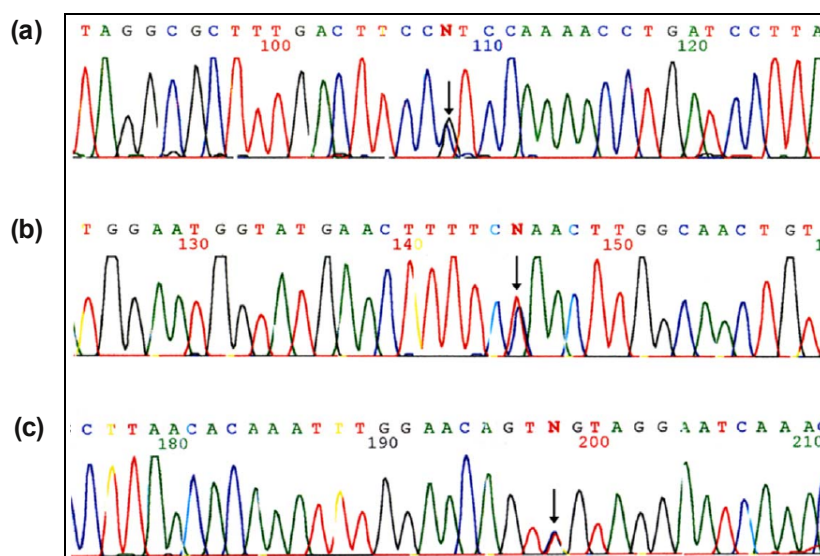 (a)
T A G G C G C T T T G A C T T C C N T C C A A A A C C T G A T C C T T A
100 110 120
(b)
T G G A A T G G T A T G A A C T T T T C N A A C T T G G C A A C T G T
130 140 150
(c)
C T T A A C A C A A A T T T G G A A C A G T N G T A G G A A T C A A A C
180 190 200 210